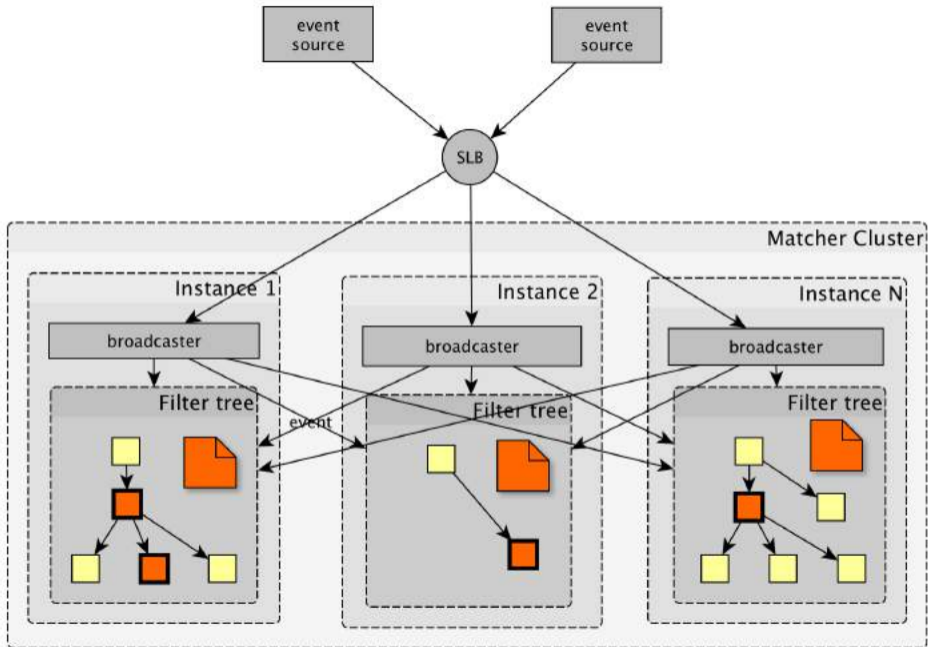 event
source
event
source
SLB
Matcher Cluster
Instance 1
Instance 2
Instance N
broadcaster
broadcaster
broadcaster
Filter tree
Filter tree
Filter tree
event